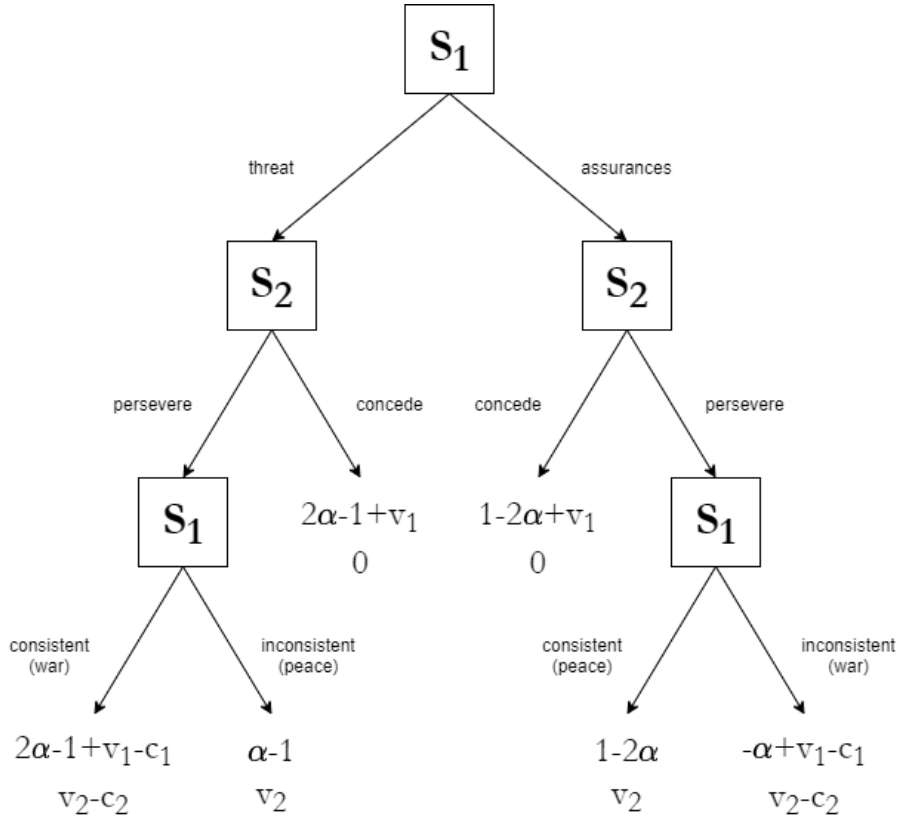 S₁
threat
assurances
S₂
S₂
persevere
concede
concede
persevere
S₁
2α-1+v₁
0
1-2α+v₁
0
S₁
consistent
(war)
inconsistent
(peace)
consistent
(peace)
inconsistent
(war)
2α-1+v₁-c₁
v₂-c₂
α-1
v₂
1-2α
v₂
-α+v₁-c₁
v₂-c₂